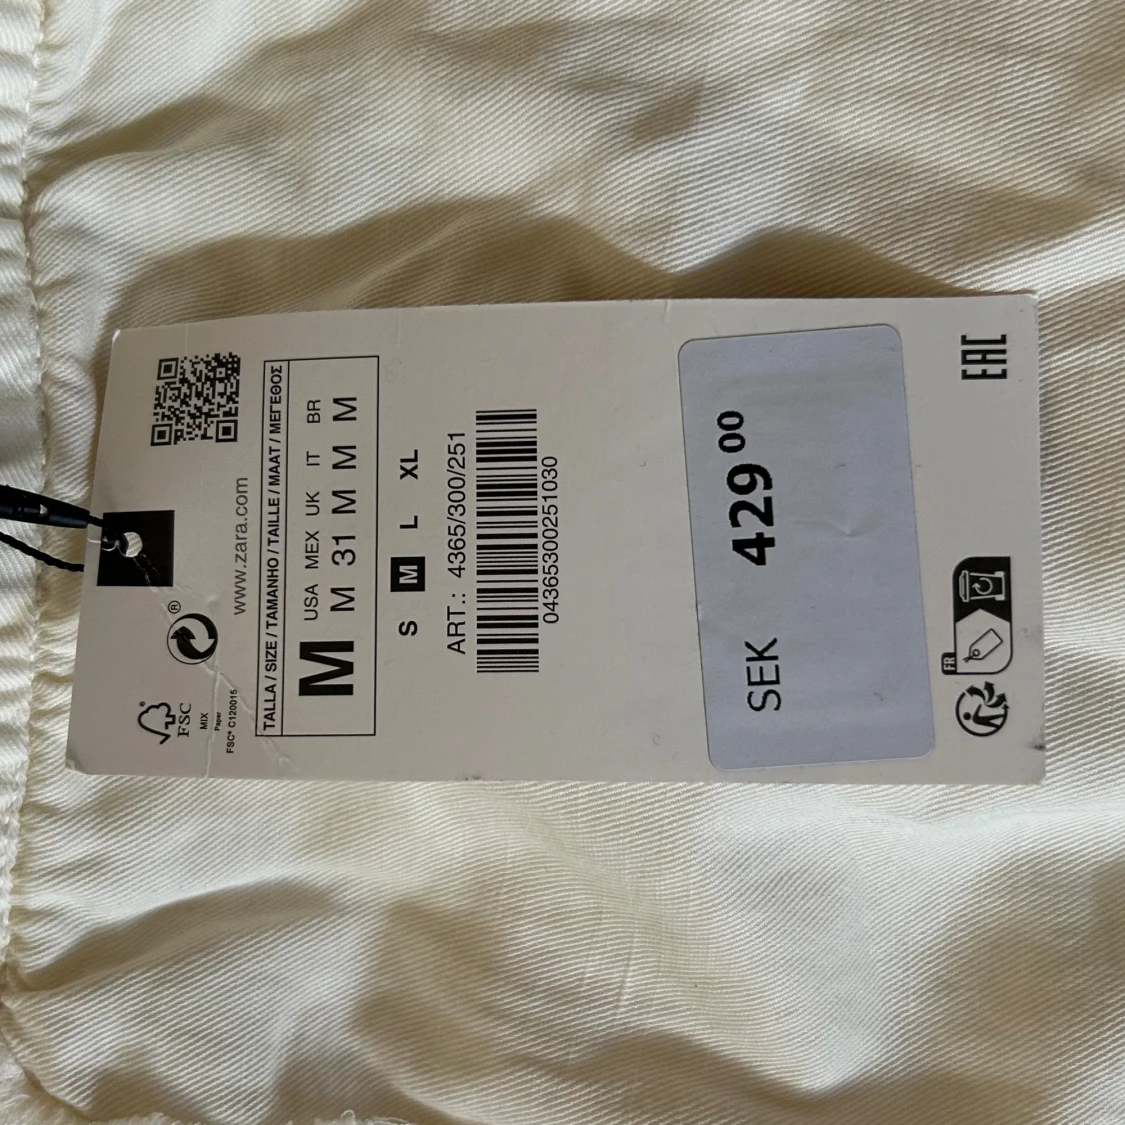 FSC®
MIX
Paper
FSC® C120015
®
www.zara.com
TALLA / SIZE / TAMANHO / TAILLE / MAAT / ΜΕΓΕΘΟΣ
M
USA MEX UK IT BR
M 31 M M M
S M L XL
ART.: 4365/300/251
04365300251030
SEK 429 00
FR
EAC